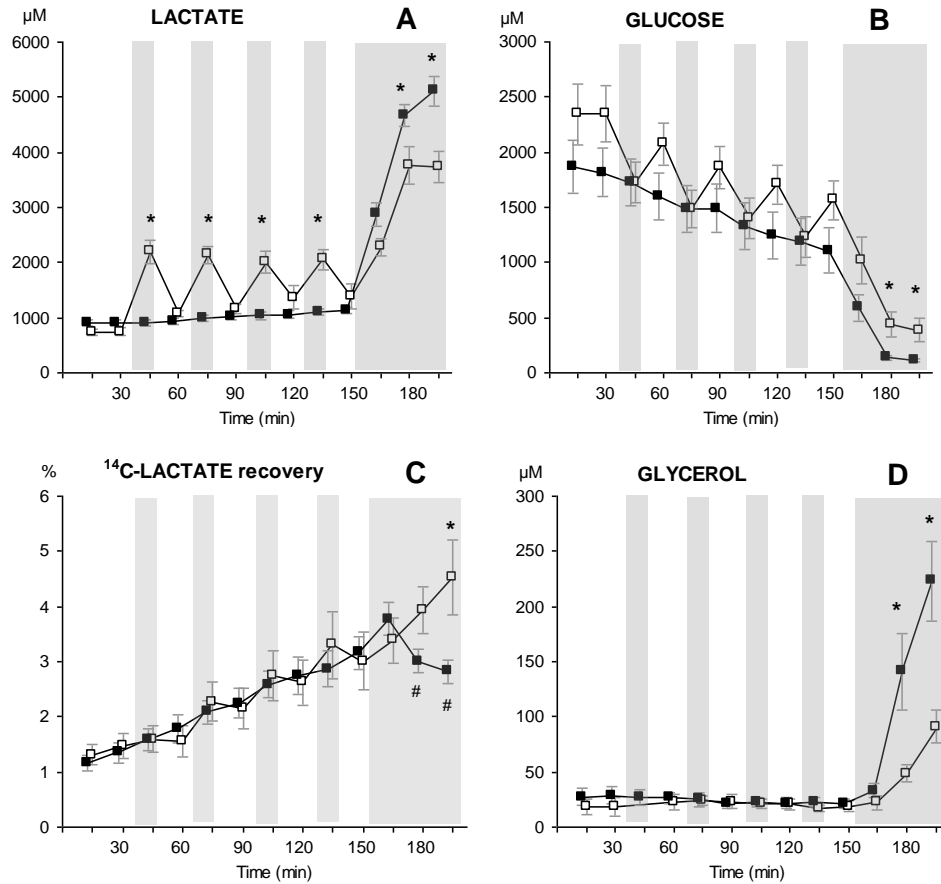 µM LACTATE A
6000
5000
4000
3000
2000
1000
0
* * * * * *
30 60 90 120 150 180
Time (min)
µM GLUCOSE B
3000
2500
2000
1500
1000
500
0
* *
30 60 90 120 150 180
Time (min)
% ¹⁴C-LACTATE recovery C
6
5
4
3
2
1
0
*
# #
30 60 90 120 150 180
Time (min)
µM GLYCEROL D
300
250
200
150
100
50
0
* *
30 60 90 120 150 180
Time (min)